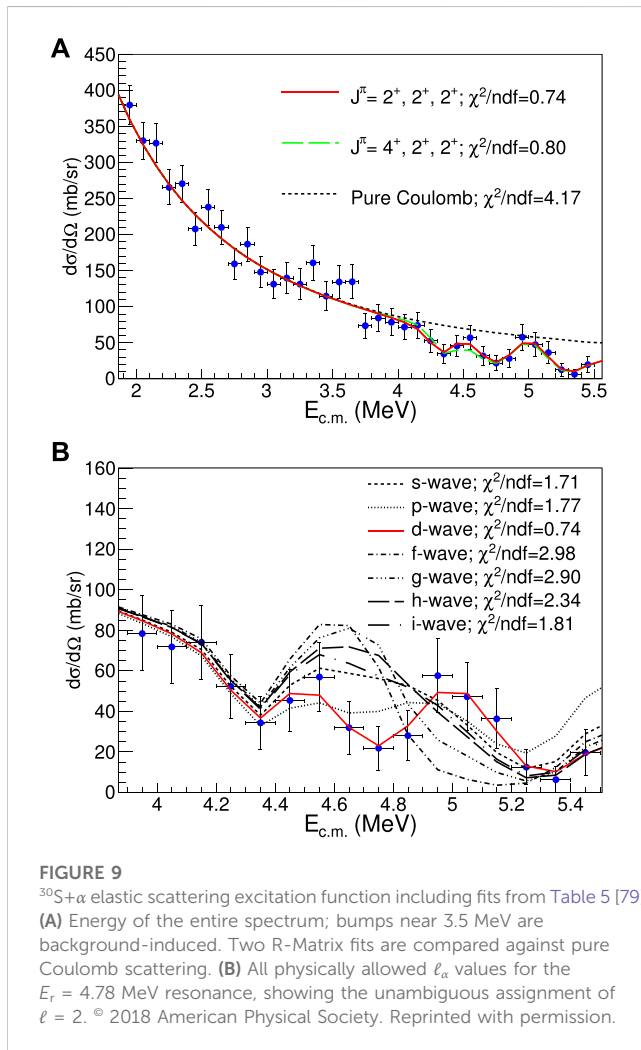 A
450
400
350
300
250
200
150
100
50
0
dσ/dΩ (mb/sr)
J^π= 2⁺, 2⁺, 2⁺; χ²/ndf=0.74
J^π= 4⁺, 2⁺, 2⁺; χ²/ndf=0.80
Pure Coulomb; χ²/ndf=4.17
2 2.5 3 3.5 4 4.5 5 5.5
E_c.m. (MeV)
B
160
140
120
100
80
60
40
20
0
dσ/dΩ (mb/sr)
s-wave; χ²/ndf=1.71
p-wave; χ²/ndf=1.77
d-wave; χ²/ndf=0.74
f-wave; χ²/ndf=2.98
g-wave; χ²/ndf=2.90
h-wave; χ²/ndf=2.34
i-wave; χ²/ndf=1.81
4 4.2 4.4 4.6 4.8 5 5.2 5.4
E_c.m. (MeV)
FIGURE 9
³⁰S+α elastic scattering excitation function including fits from Table 5 [79
(A) Energy of the entire spectrum; bumps near 3.5 MeV are
background-induced. Two R-Matrix fits are compared against pure
Coulomb scattering. (B) All physically allowed ℓ_α values for the
E_r = 4.78 MeV resonance, showing the unambiguous assignment of
ℓ = 2. © 2018 American Physical Society. Reprinted with permission.